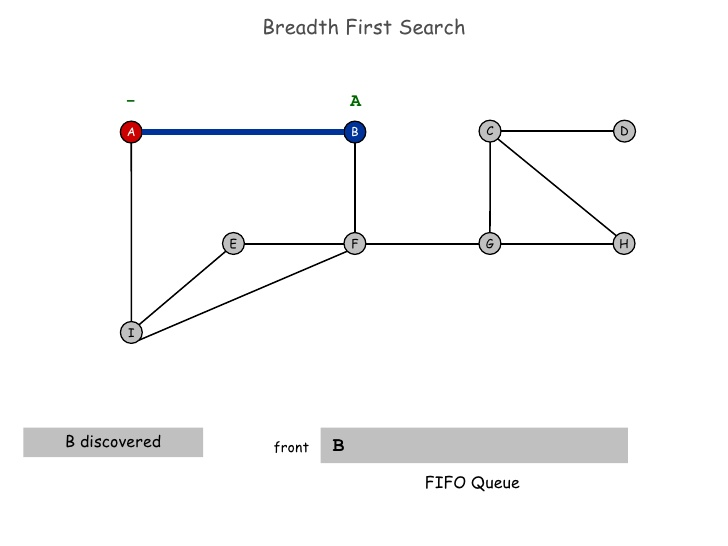 Breadth First Search
- A
A B C D
E F G H
I
B discovered
front B
FIFO Queue